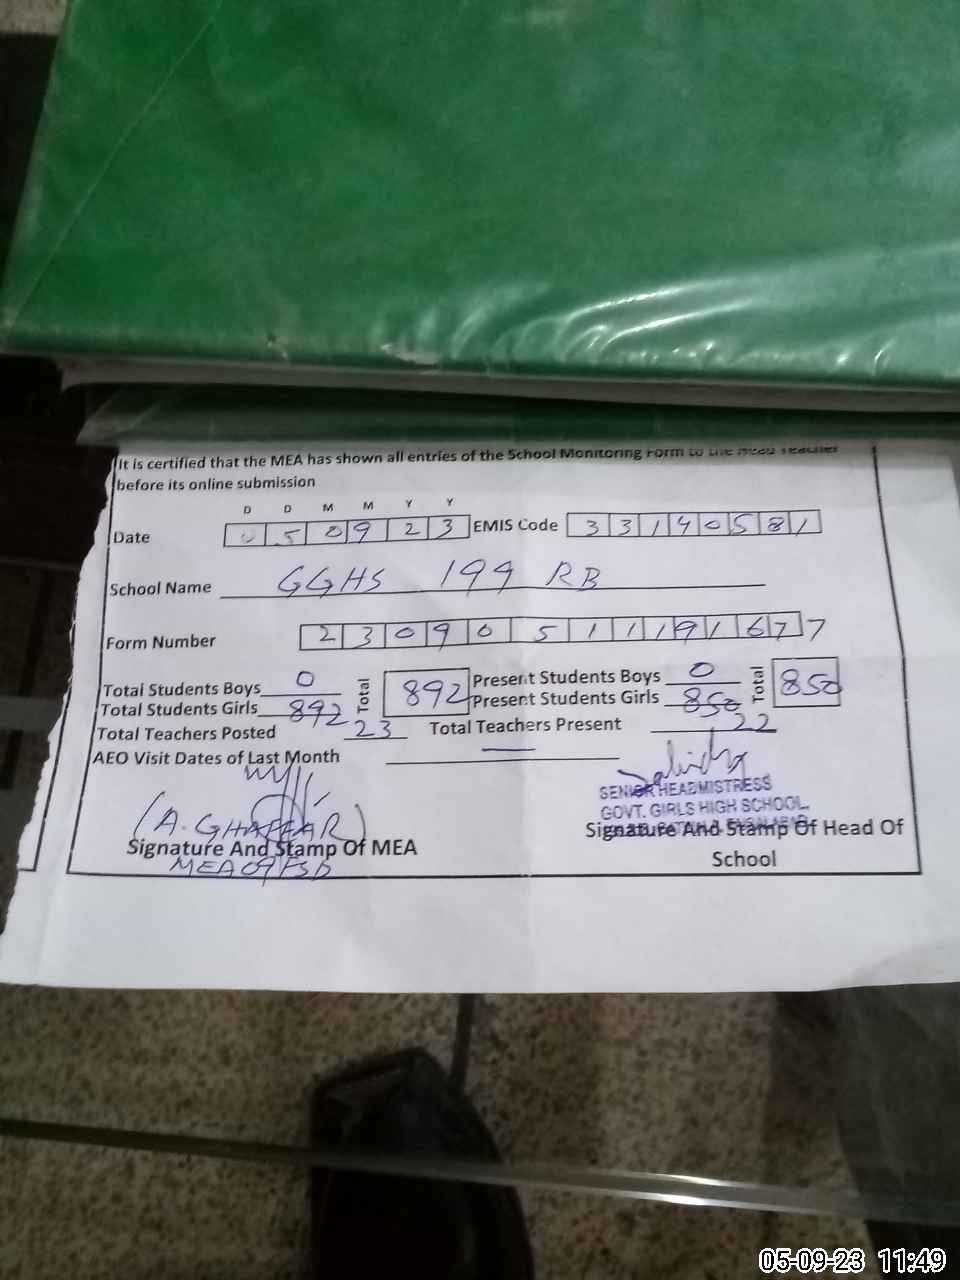 It is certified that the MEA has shown all entries of the School Monitoring Form to the Head Teacher
before its online submission
D D M M Y Y
Date 0 5 0 9 2 3 EMIS Code 3 3 1 4 0 5 8 1
School Name GGHS 199 RB
Form Number 2 3 0 9 0 5 1 1 1 9 1 6 7 7
Total Students Boys 0 Total 892 Present Students Boys 0 Total 850
Total Students Girls 892 Present Students Girls 850
Total Teachers Posted 23 Total Teachers Present 22
AEO Visit Dates of Last Month —
SENIOR HEADMISTRESS
GOVT. GIRLS HIGH SCHOOL,
(A. GHAFFAR)
Signature And Stamp Of MEA Signature And Stamp Of Head Of
School
MEA 09 FSD
05-09-23 11:49